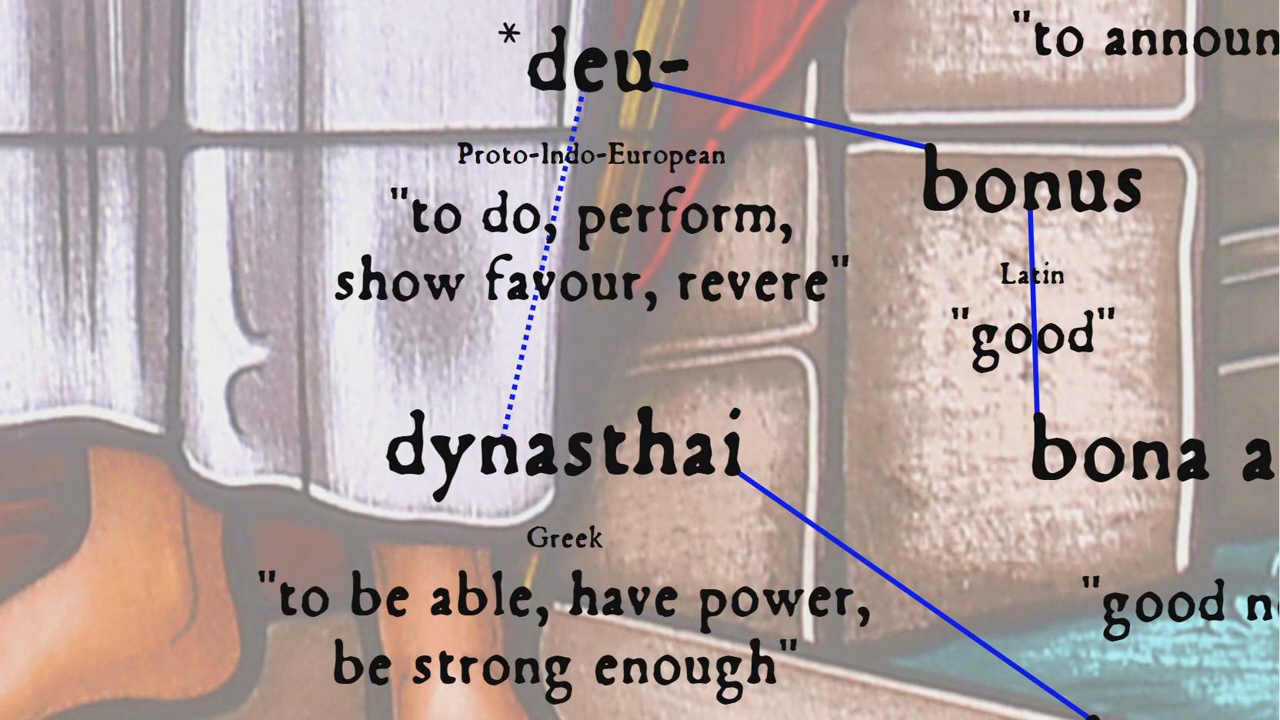 *deu-
Proto-Indo-European
"to do, perform,
show favour, revere"
"to announ
bonus
Latin
"good"
bona a
"good n
dynasthai
Greek
"to be able, have power,
be strong enough"